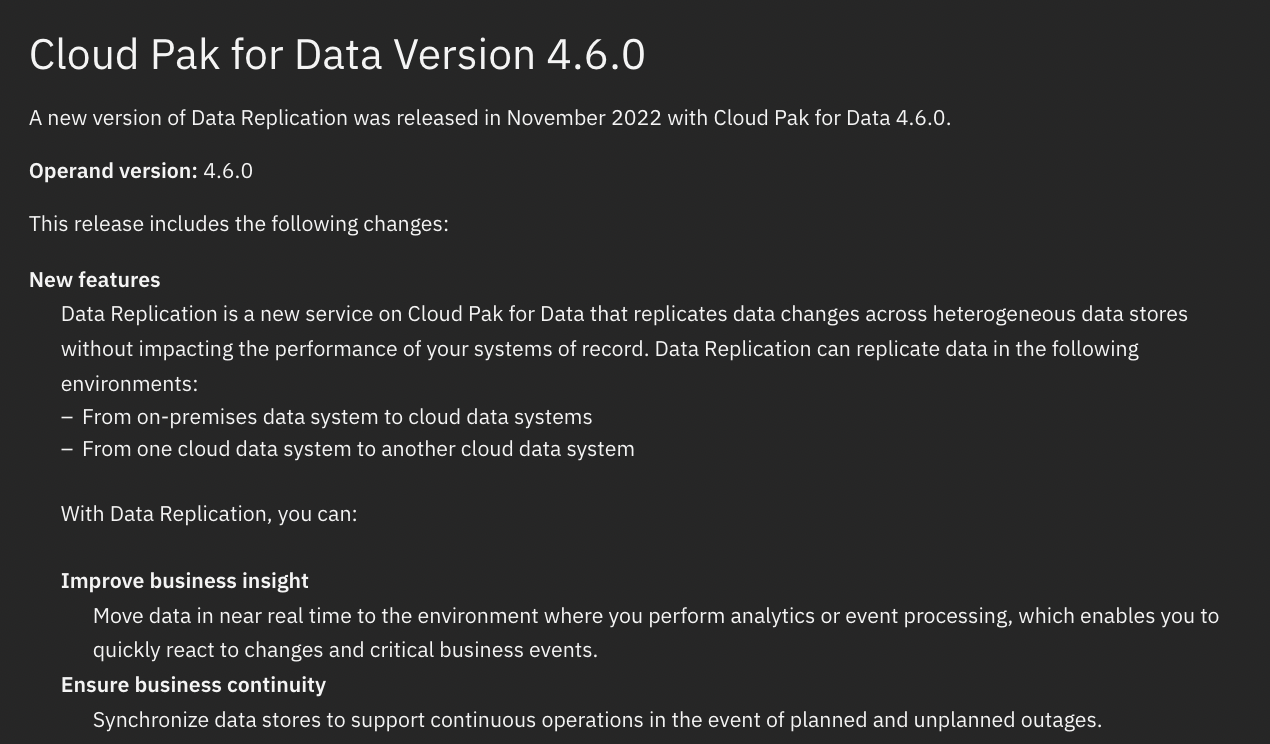 Cloud Pak for Data Version 4.6.0
A new version of Data Replication was released in November 2022 with Cloud Pak for Data 4.6.0.
Operand version: 4.6.0
This release includes the following changes:
New features
Data Replication is a new service on Cloud Pak for Data that replicates data changes across heterogeneous data stores
without impacting the performance of your systems of record. Data Replication can replicate data in the following
environments:
– From on-premises data system to cloud data systems
– From one cloud data system to another cloud data system
With Data Replication, you can:
Improve business insight
Move data in near real time to the environment where you perform analytics or event processing, which enables you to
quickly react to changes and critical business events.
Ensure business continuity
Synchronize data stores to support continuous operations in the event of planned and unplanned outages.